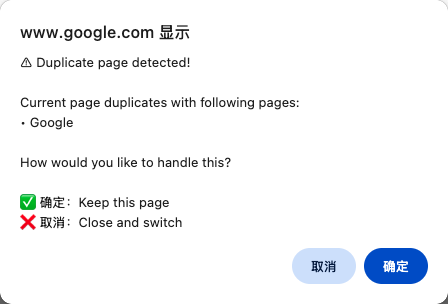 www.google.com 显示
⚠ Duplicate page detected!
Current page duplicates with following pages:
• Google
How would you like to handle this?
✅ 确定：Keep this page
❌ 取消：Close and switch
取消
确定